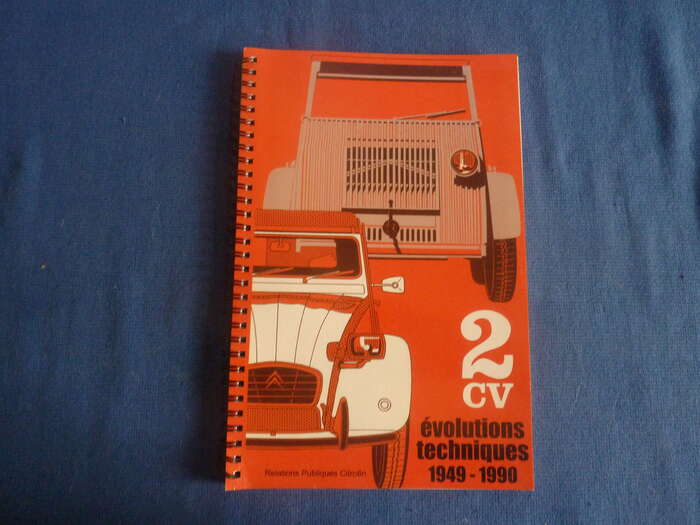 2
CV
évolutions
techniques
1949 - 1990
Relations Publiques Citroën